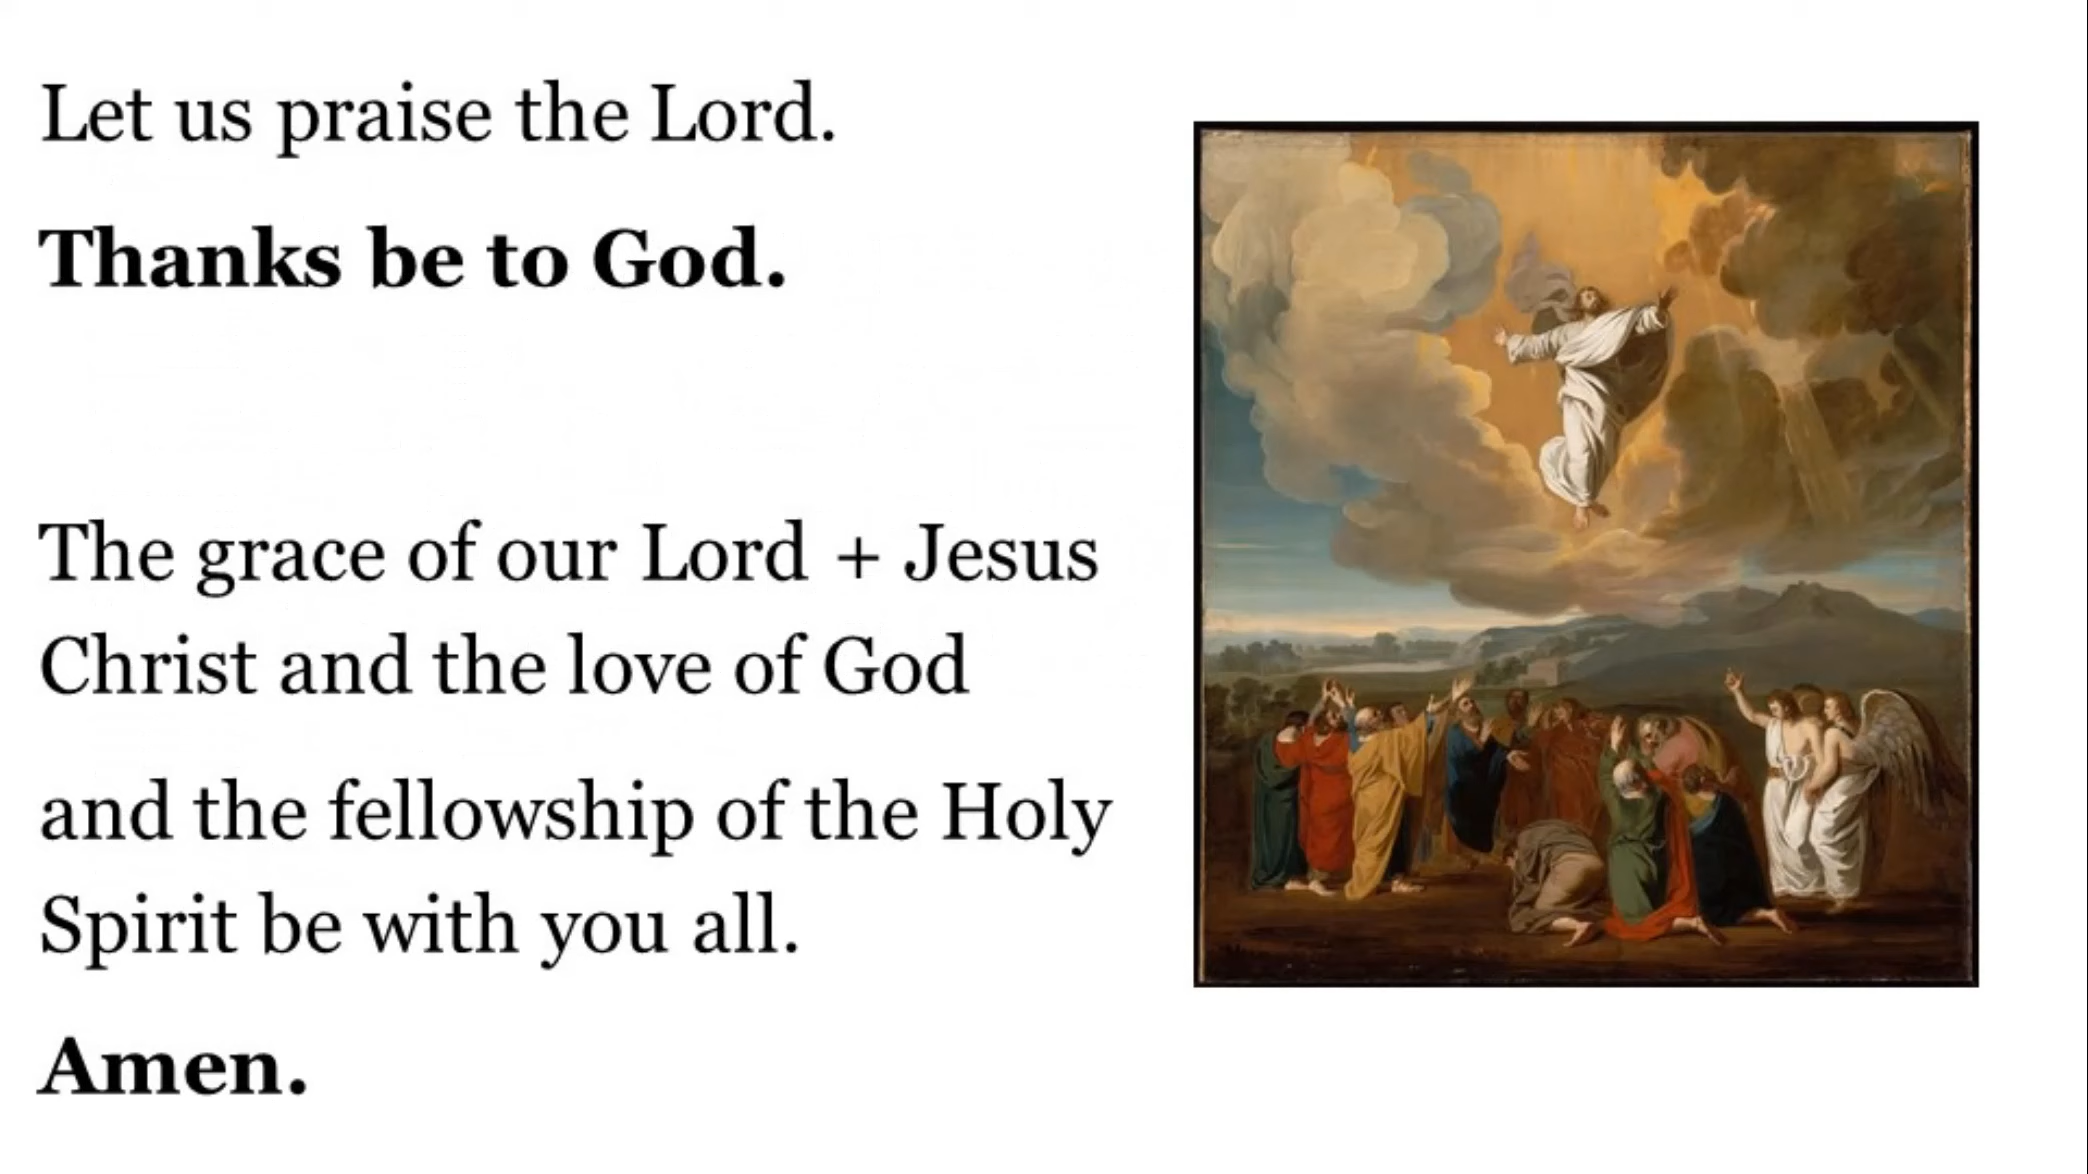 Let us praise the Lord.
Thanks be to God.
The grace of our Lord + Jesus
Christ and the love of God
and the fellowship of the Holy
Spirit be with you all.
Amen.